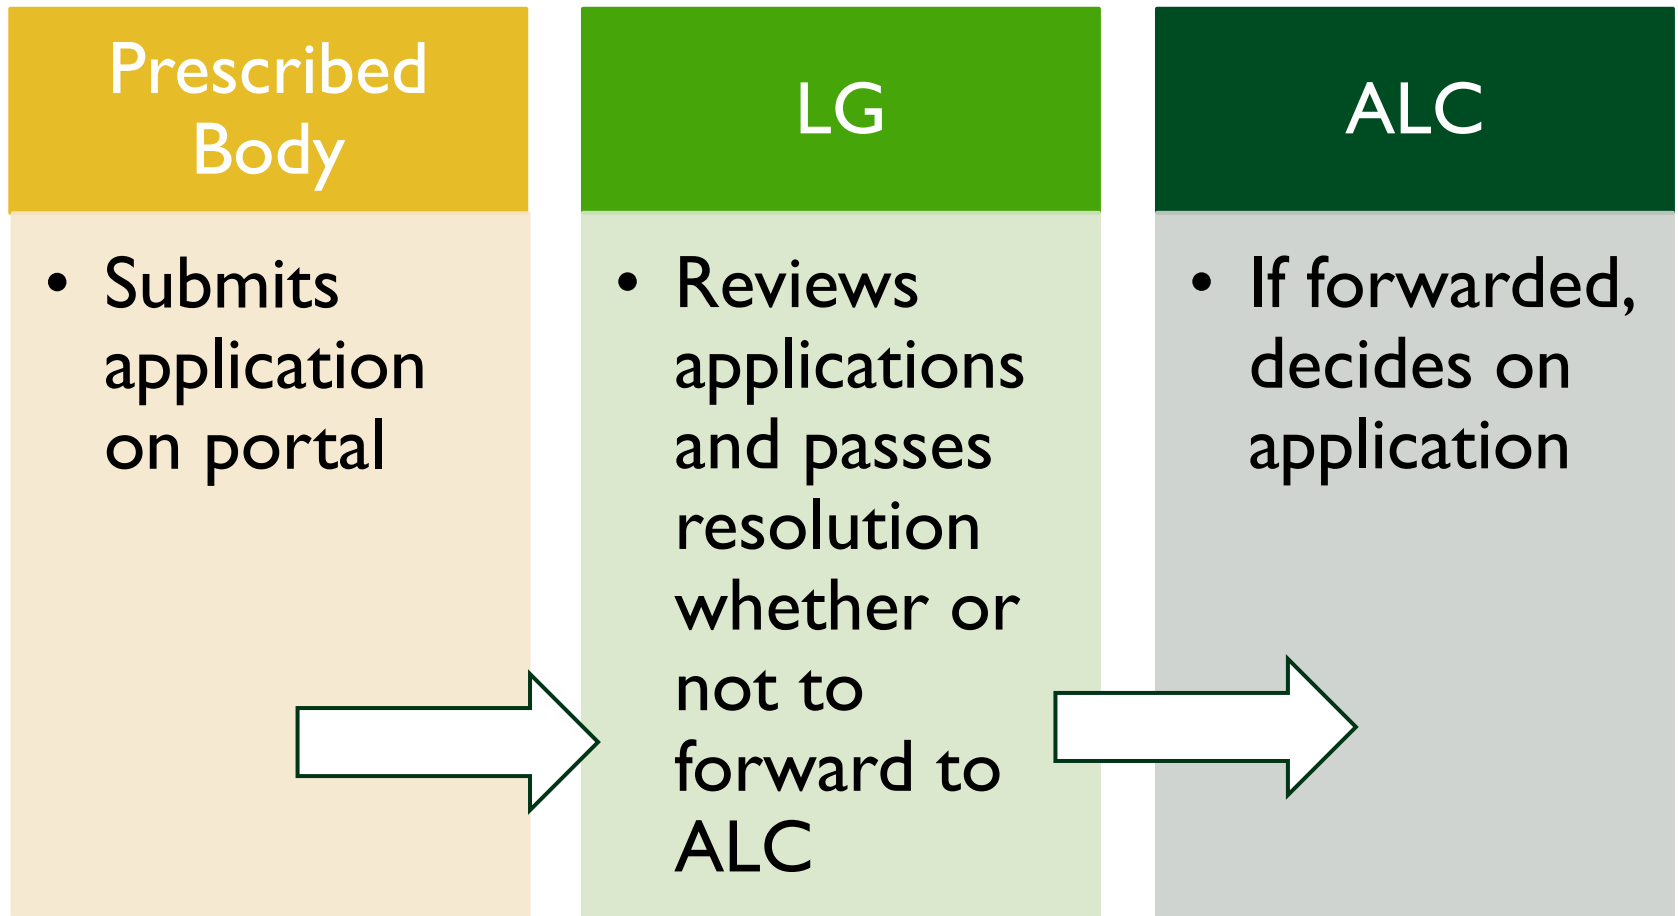 Prescribed
Body
• Submits
application
on portal
LG
• Reviews
applications
and passes
resolution
whether or
not to
forward to
ALC
ALC
• If forwarded,
decides on
application